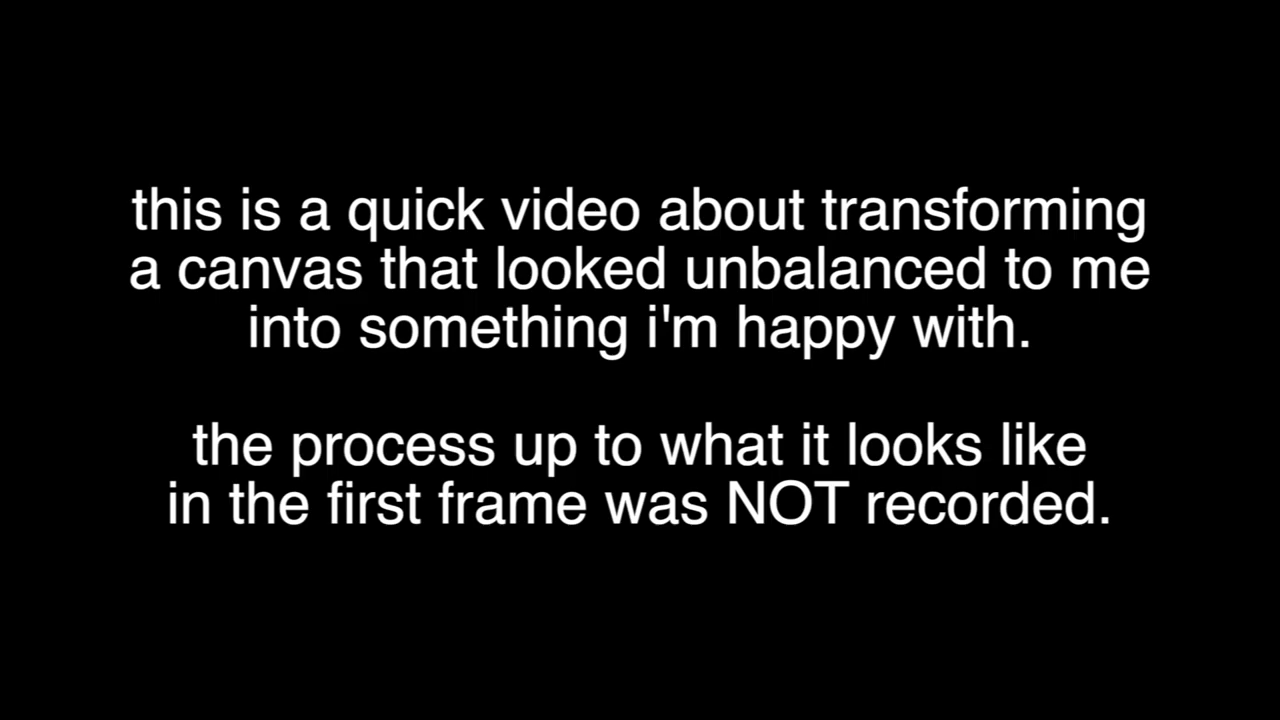 this is a quick video about transforming
a canvas that looked unbalanced to me
into something i'm happy with.
the process up to what it looks like
in the first frame was NOT recorded.